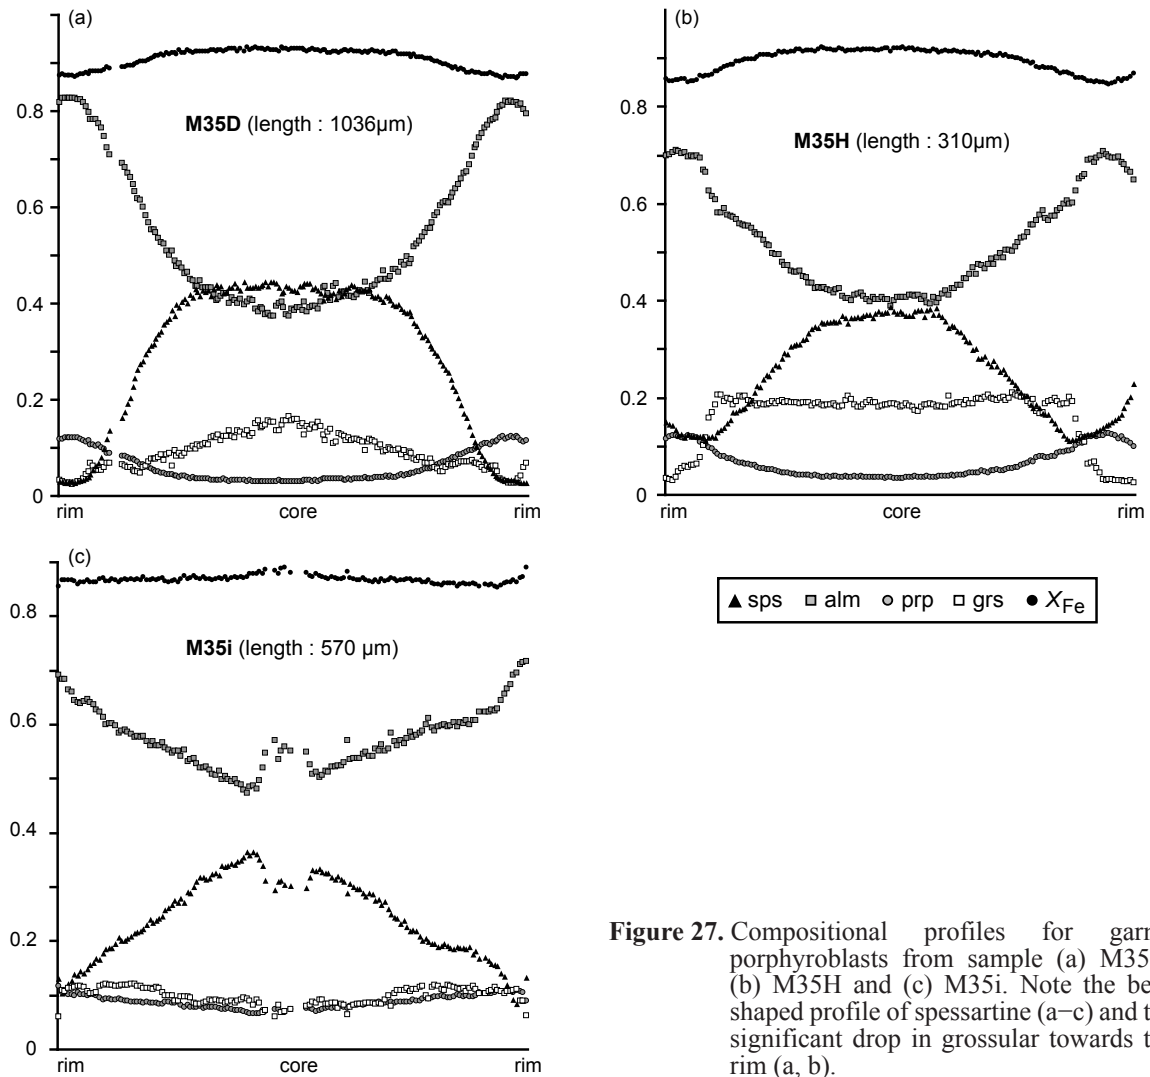 (a)
M35D (length : 1036µm)
0.8
0.6
0.4
0.2
0
rim core rim
(b)
M35H (length : 310µm)
0.8
0.6
0.4
0.2
0
rim core rim
(c)
M35i (length : 570 µm)
0.8
0.6
0.4
0.2
0
rim core rim
sps alm prp grs XFe
Figure 27. Compositional profiles for garr
porphyroblasts from sample (a) M35
(b) M35H and (c) M35i. Note the be
shaped profile of spessartine (a−c) and t
significant drop in grossular towards t
rim (a, b).